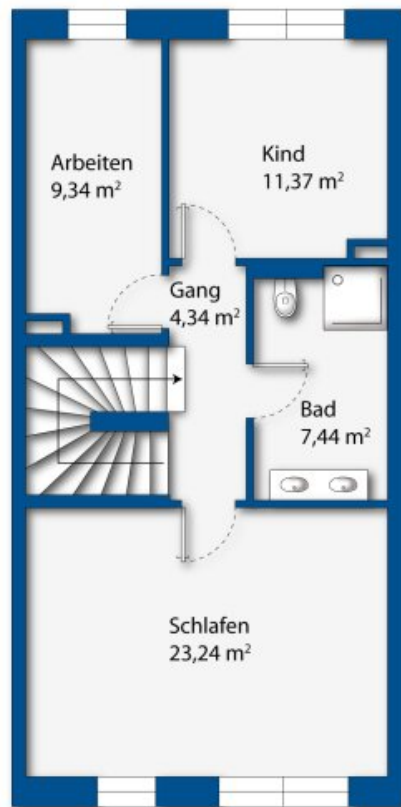 Arbeiten
9,34 m²
Kind
11,37 m²
Gang
4,34 m²
Bad
7,44 m²
Schlafen
23,24 m²